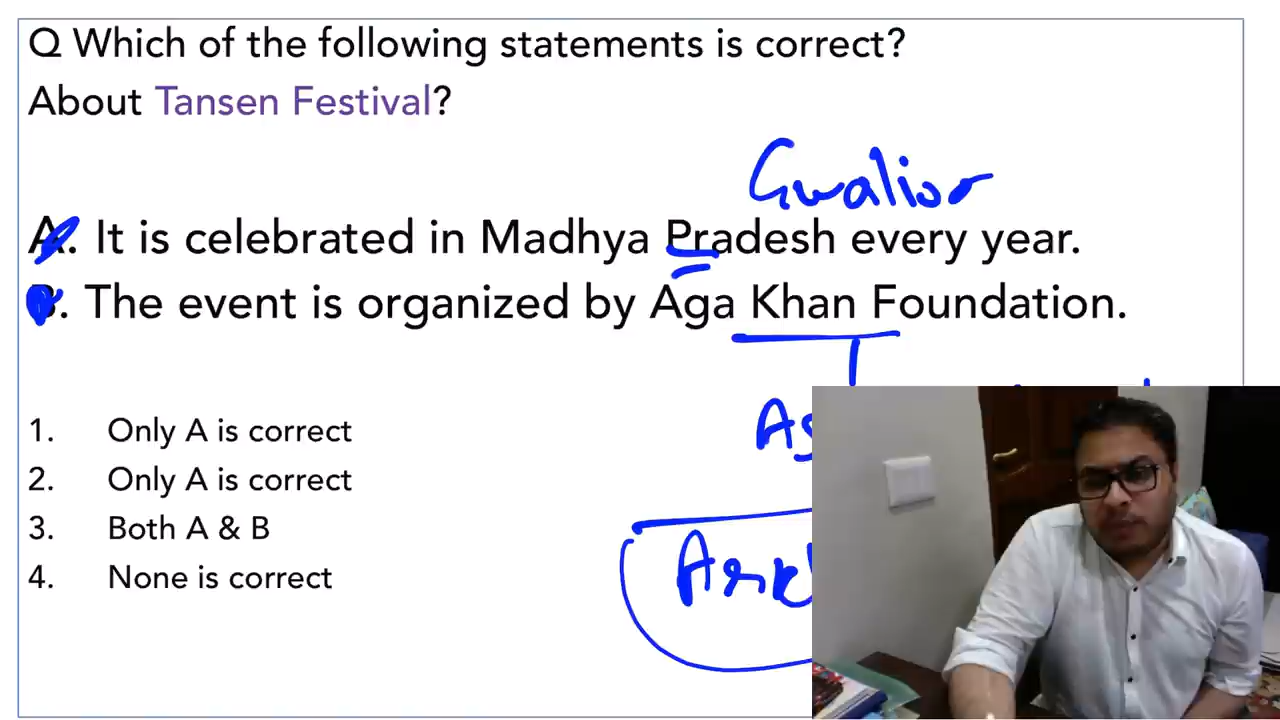 Q Which of the following statements is correct?
About Tansen Festival?
Gwalior
A. It is celebrated in Madhya Pradesh every year.
B. The event is organized by Aga Khan Foundation.
1. Only A is correct
2. Only A is correct
3. Both A & B
4. None is correct